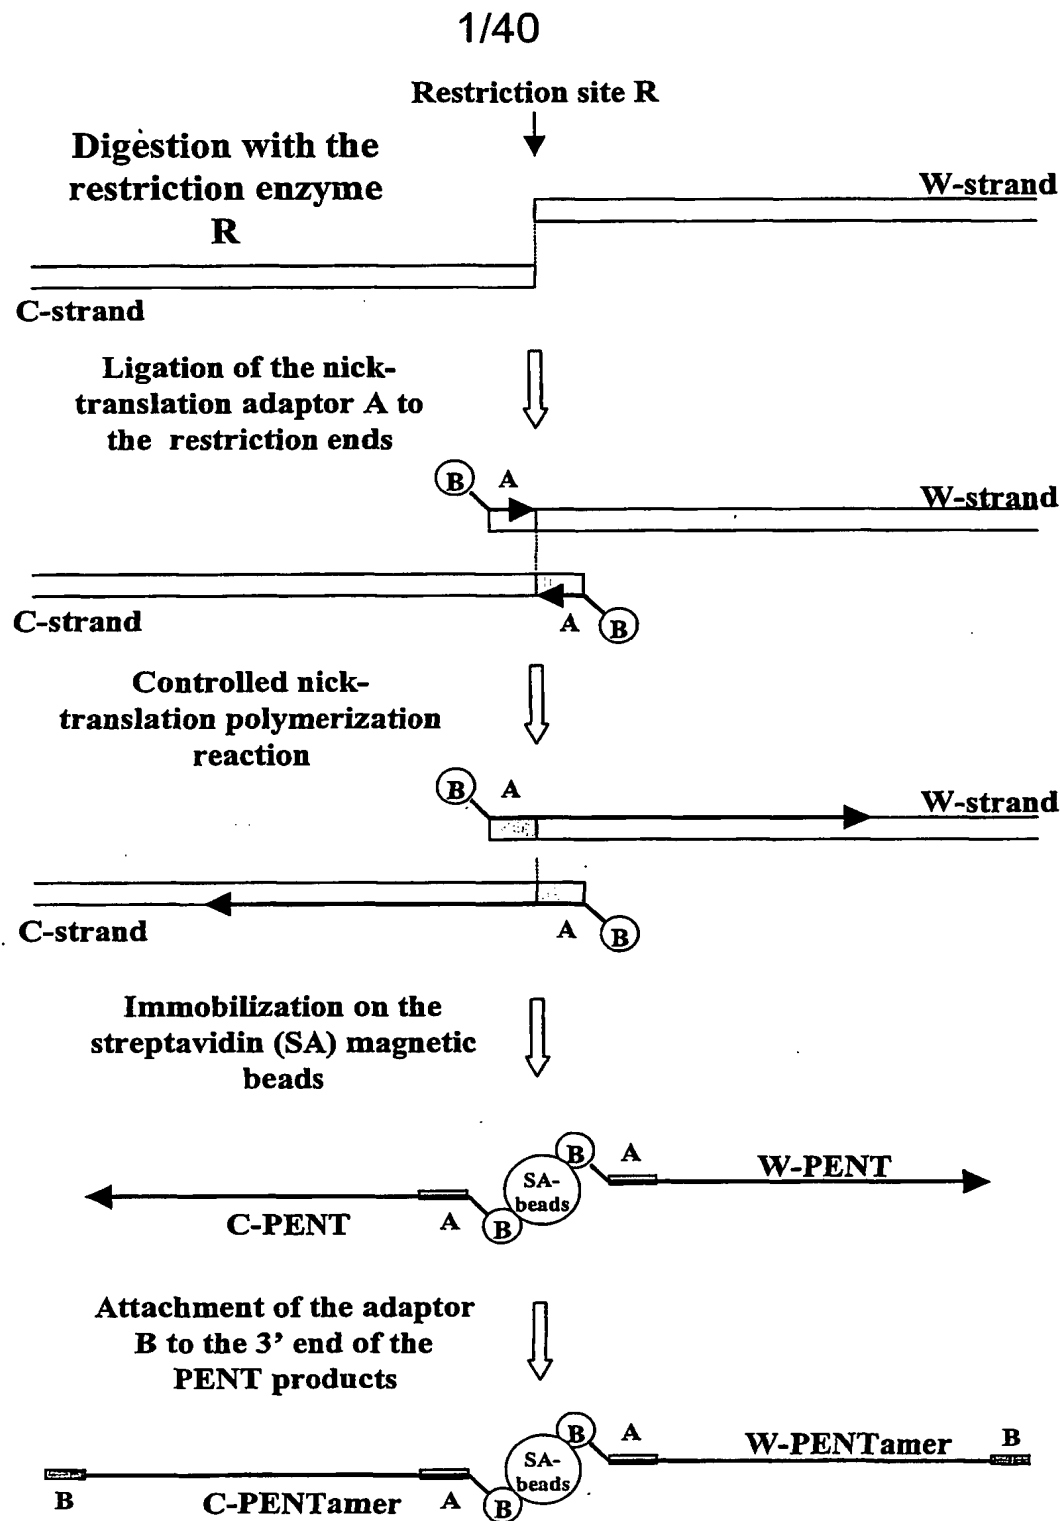 1/40
Restriction site R
Digestion with the
restriction enzyme
R
W-strand
C-strand
Ligation of the nick-
translation adaptor A to
the restriction ends
B
A
W-strand
C-strand
A
B
Controlled nick-
translation polymerization
reaction
B
A
W-strand
C-strand
A
B
Immobilization on the
streptavidin (SA) magnetic
beads
B
A
W-PENT
SA-
beads
C-PENT
A
B
Attachment of the adaptor
B to the 3' end of the
PENT products
B
A
W-PENTamer
B
SA-
beads
B
C-PENTamer
A
B